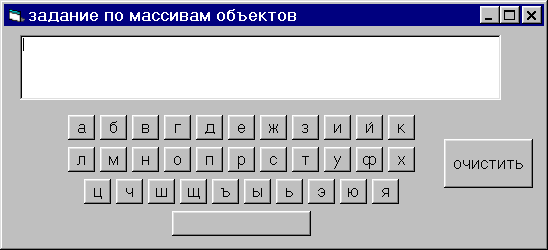 задание по массивам объектов
а б в г д е ж з и й к
л м н о п р с т у ф х
очистить
ц ч ш щ ъ ы ь э ю я